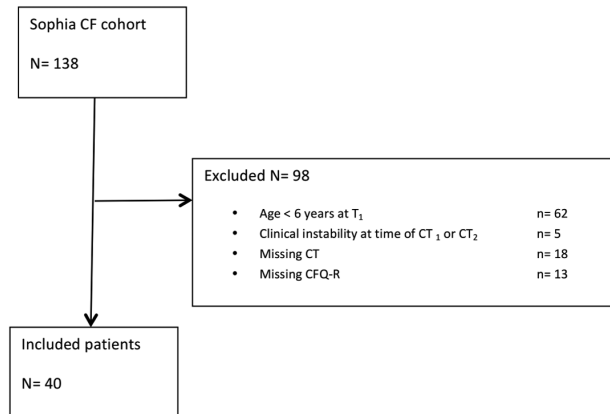 Sophia CF cohort
N= 138
Excluded N= 98
• Age < 6 years at T₁ n= 62
• Clinical instability at time of CT ₁ or CT₂ n= 5
• Missing CT n= 18
• Missing CFQ-R n= 13
Included patients
N= 40